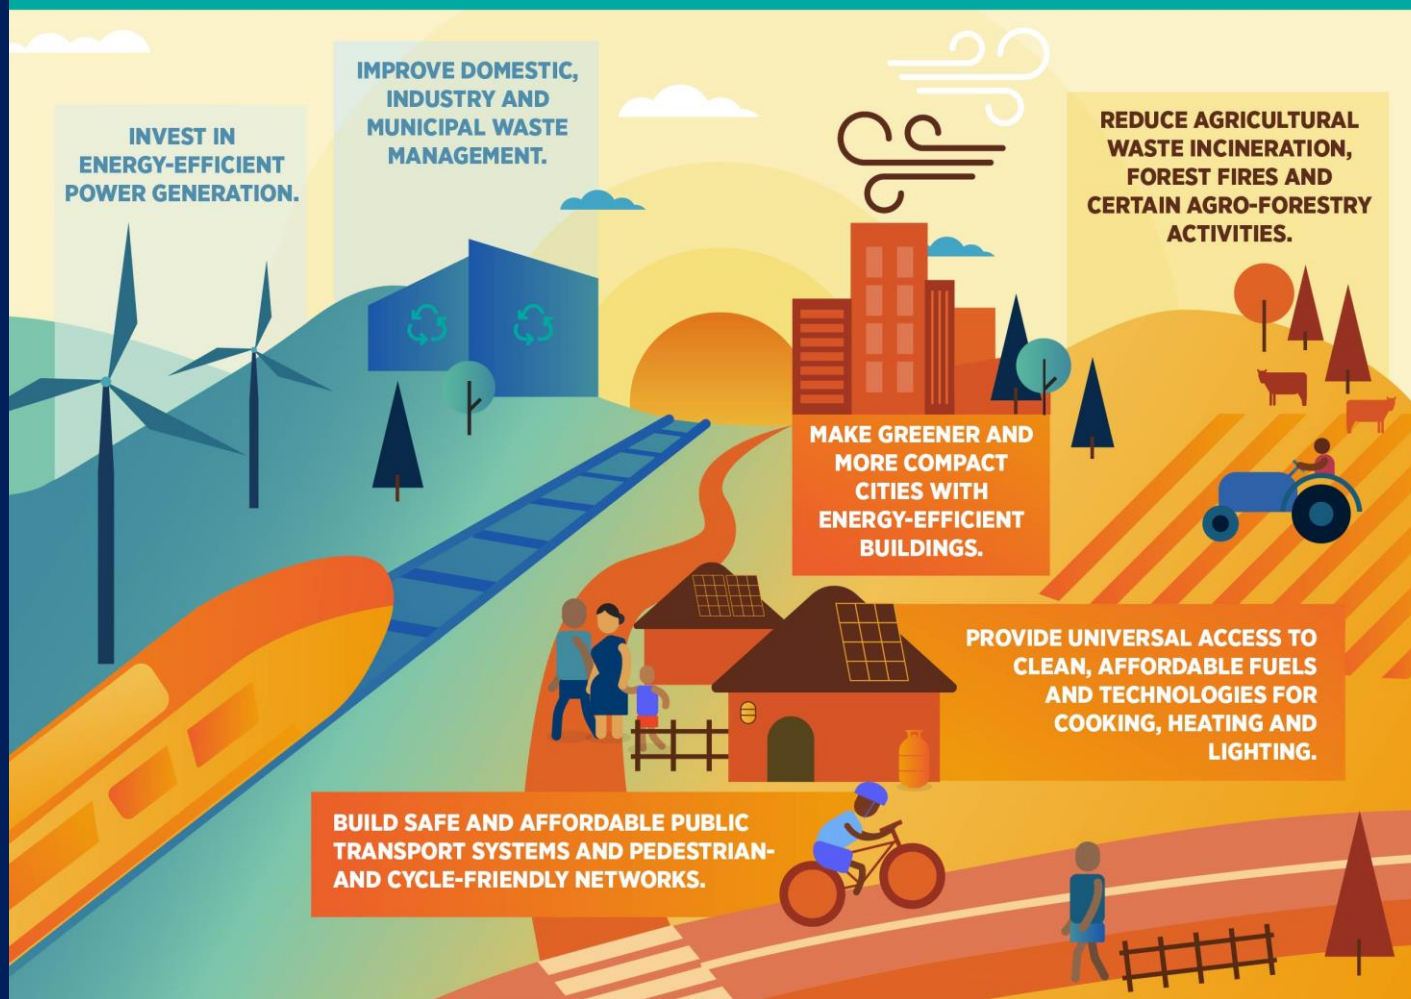 INVEST IN
ENERGY-EFFICIENT
POWER GENERATION.
IMPROVE DOMESTIC,
INDUSTRY AND
MUNICIPAL WASTE
MANAGEMENT.
REDUCE AGRICULTURAL
WASTE INCINERATION,
FOREST FIRES AND
CERTAIN AGRO-FORESTRY
ACTIVITIES.
MAKE GREENER AND
MORE COMPACT
CITIES WITH
ENERGY-EFFICIENT
BUILDINGS.
PROVIDE UNIVERSAL ACCESS TO
CLEAN, AFFORDABLE FUELS
AND TECHNOLOGIES FOR
COOKING, HEATING AND
LIGHTING.
BUILD SAFE AND AFFORDABLE PUBLIC
TRANSPORT SYSTEMS AND PEDESTRIAN-
AND CYCLE-FRIENDLY NETWORKS.